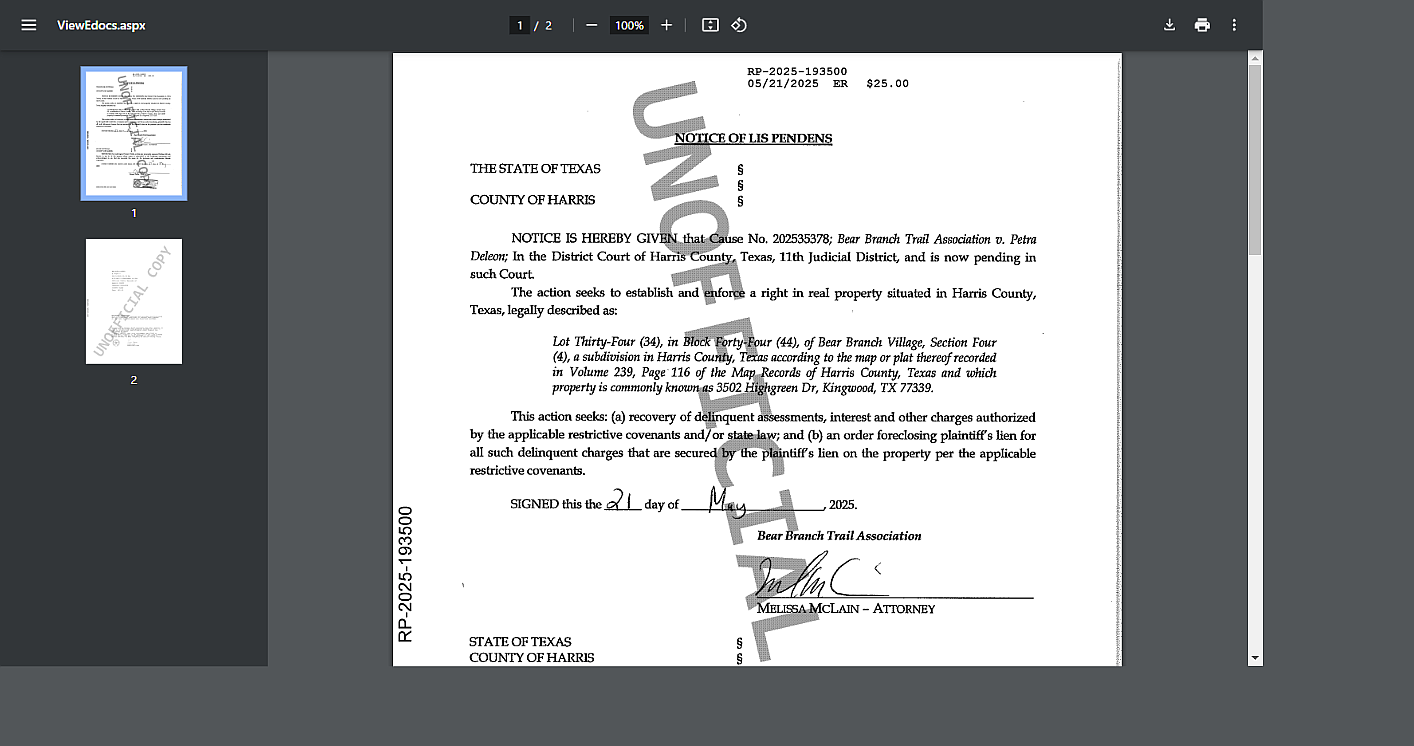 ViewEdocs.aspx
1 / 2
100%
1
2
UNOFFICIAL COPY
RP-2025-193500
05/21/2025 ER $25.00
NOTICE OF LIS PENDENS
THE STATE OF TEXAS §
§
COUNTY OF HARRIS §
NOTICE IS HEREBY GIVEN that Cause No. 202535378; Bear Branch Trail Association v. Petra
Deleon; In the District Court of Harris County, Texas, 11th Judicial District, and is now pending in
such Court.
The action seeks to establish and enforce a right in real property situated in Harris County,
Texas, legally described as:
Lot Thirty-Four (34), in Block Forty-Four (44), of Bear Branch Village, Section Four
(4), a subdivision in Harris County, Texas according to the map or plat thereof recorded
in Volume 239, Page 116 of the Map Records of Harris County, Texas and which
property is commonly known as 3502 Highgreen Dr, Kingwood, TX 77339.
This action seeks: (a) recovery of delinquent assessments, interest and other charges authorized
by the applicable restrictive covenants and/or state law; and (b) an order foreclosing plaintiff's lien for
all such delinquent charges that are secured by the plaintiff's lien on the property per the applicable
restrictive covenants.
SIGNED this the 21 day of May, 2025.
Bear Branch Trail Association
MELISSA MCLAIN – ATTORNEY
STATE OF TEXAS §
COUNTY OF HARRIS §
RP-2025-193500
UNOFFICIAL